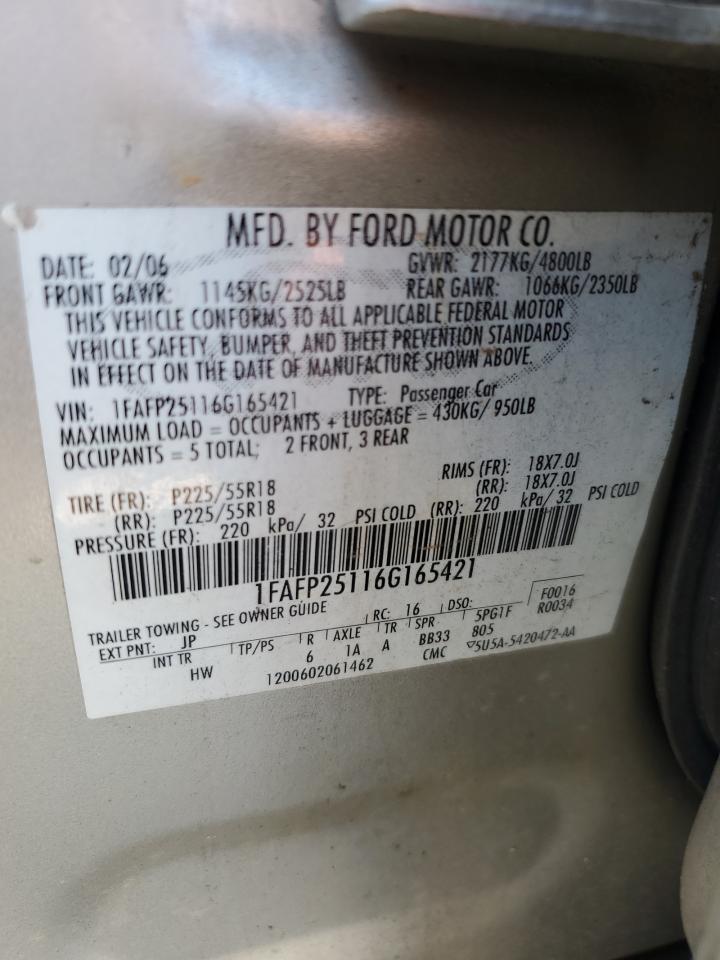 MFD. BY FORD MOTOR CO.
DATE: 02/06 GVWR: 2177KG/4800LB
FRONT GAWR: 1145KG/2525LB REAR GAWR: 1066KG/2350LB
THIS VEHICLE CONFORMS TO ALL APPLICABLE FEDERAL MOTOR
VEHICLE SAFETY, BUMPER, AND THEFT PREVENTION STANDARDS
IN EFFECT ON THE DATE OF MANUFACTURE SHOWN ABOVE.
VIN: 1FAFP25116G165421 TYPE: Passenger Car
MAXIMUM LOAD = OCCUPANTS + LUGGAGE = 430KG/ 950LB
OCCUPANTS = 5 TOTAL; 2 FRONT, 3 REAR
TIRE (FR): P225/55R18 RIMS (FR): 18X7.0J
(RR): P225/55R18 (RR): 18X7.0J
PRESSURE (FR): 220 kPa/ 32 PSI COLD (RR): 220 kPa/ 32 PSI COLD
1FAFP25116G165421
TRAILER TOWING - SEE OWNER GUIDE RC: 16 DSO: F0016
EXT PNT: JP R0034
INT TR TP/PS R AXLE TR SPR 5PG1F
HW 6 1A A BB33 805
1200602061462 CMC ▽5U5A-5420472-AA